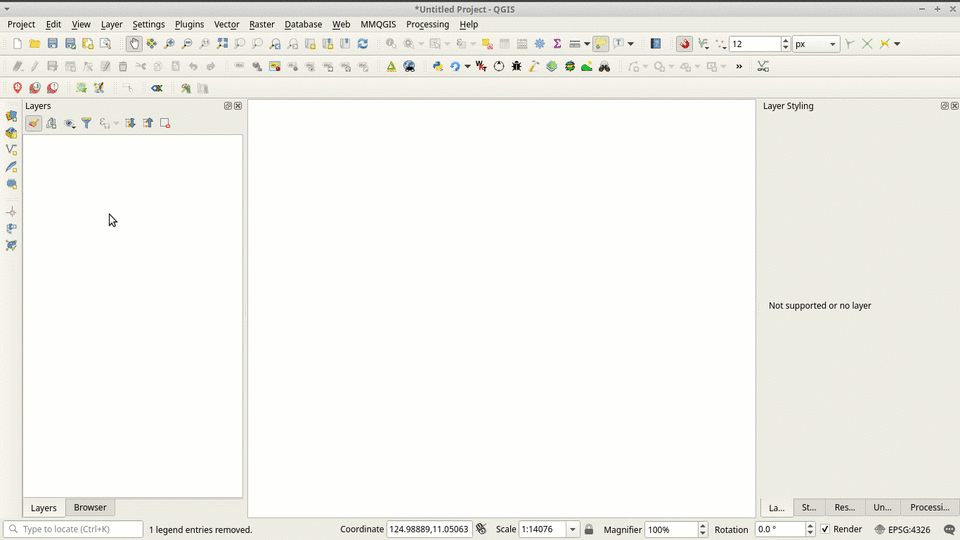 *Untitled Project - QGIS
Project Edit View Layer Settings Plugins Vector Raster Database Web MMQGIS Processing Help
12 px
»
Layers
Layer Styling
Not supported or no layer
Layers Browser
La... St... Res... Un... Processi...
Type to locate (Ctrl+K) 1 legend entries removed. Coordinate 124.98889,11.05063 Scale 1:14076 Magnifier 100% Rotation 0.0 ° Render EPSG:4326